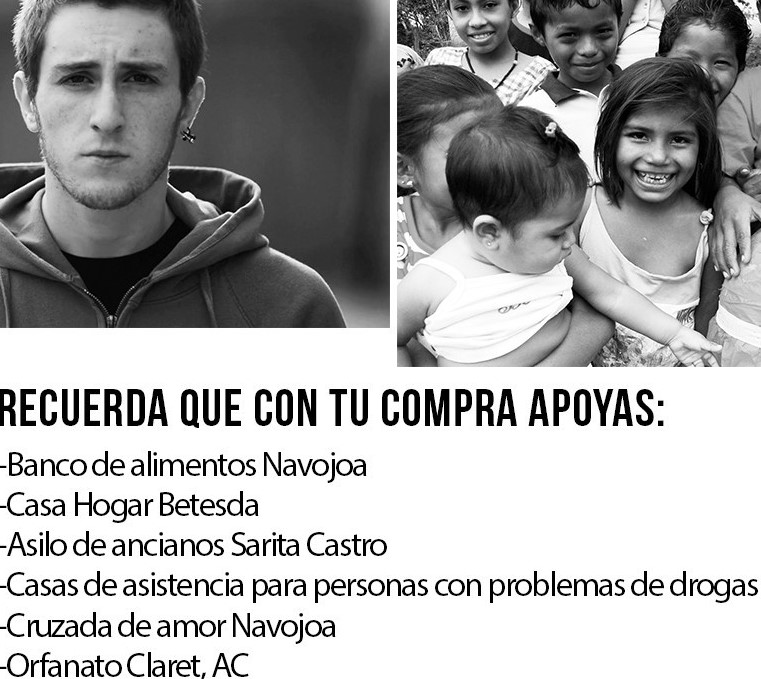 RECUERDA QUE CON TU COMPRA APOYAS:
-Banco de alimentos Navojoa
-Casa Hogar Betesda
-Asilo de ancianos Sarita Castro
-Casas de asistencia para personas con problemas de drogas
-Cruzada de amor Navojoa
-Orfanato Claret, AC